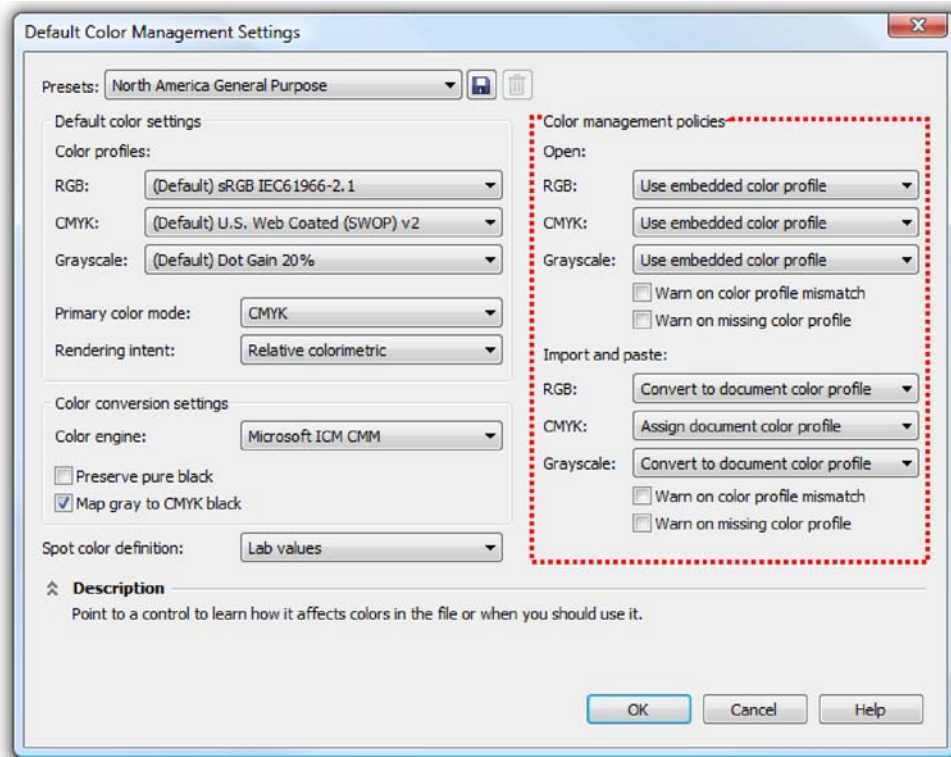 Default Color Management Settings
Presets: North America General Purpose
Default color settings
Color profiles:
RGB: (Default) sRGB IEC61966-2.1
CMYK: (Default) U.S. Web Coated (SWOP) v2
Grayscale: (Default) Dot Gain 20%
Primary color mode: CMYK
Rendering intent: Relative colorimetric
Color conversion settings
Color engine: Microsoft ICM CMM
Preserve pure black
Map gray to CMYK black
Spot color definition: Lab values
Color management policies
Open:
RGB: Use embedded color profile
CMYK: Use embedded color profile
Grayscale: Use embedded color profile
Warn on color profile mismatch
Warn on missing color profile
Import and paste:
RGB: Convert to document color profile
CMYK: Assign document color profile
Grayscale: Convert to document color profile
Warn on color profile mismatch
Warn on missing color profile
Description
Point to a control to learn how it affects colors in the file or when you should use it.
OK Cancel Help